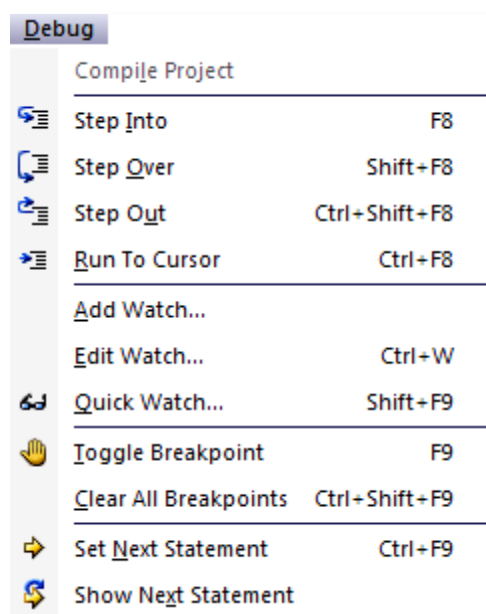 Debug
Compile Project
Step Into F8
Step Over Shift+F8
Step Out Ctrl+Shift+F8
Run To Cursor Ctrl+F8
Add Watch...
Edit Watch... Ctrl+W
Quick Watch... Shift+F9
Toggle Breakpoint F9
Clear All Breakpoints Ctrl+Shift+F9
Set Next Statement Ctrl+F9
Show Next Statement